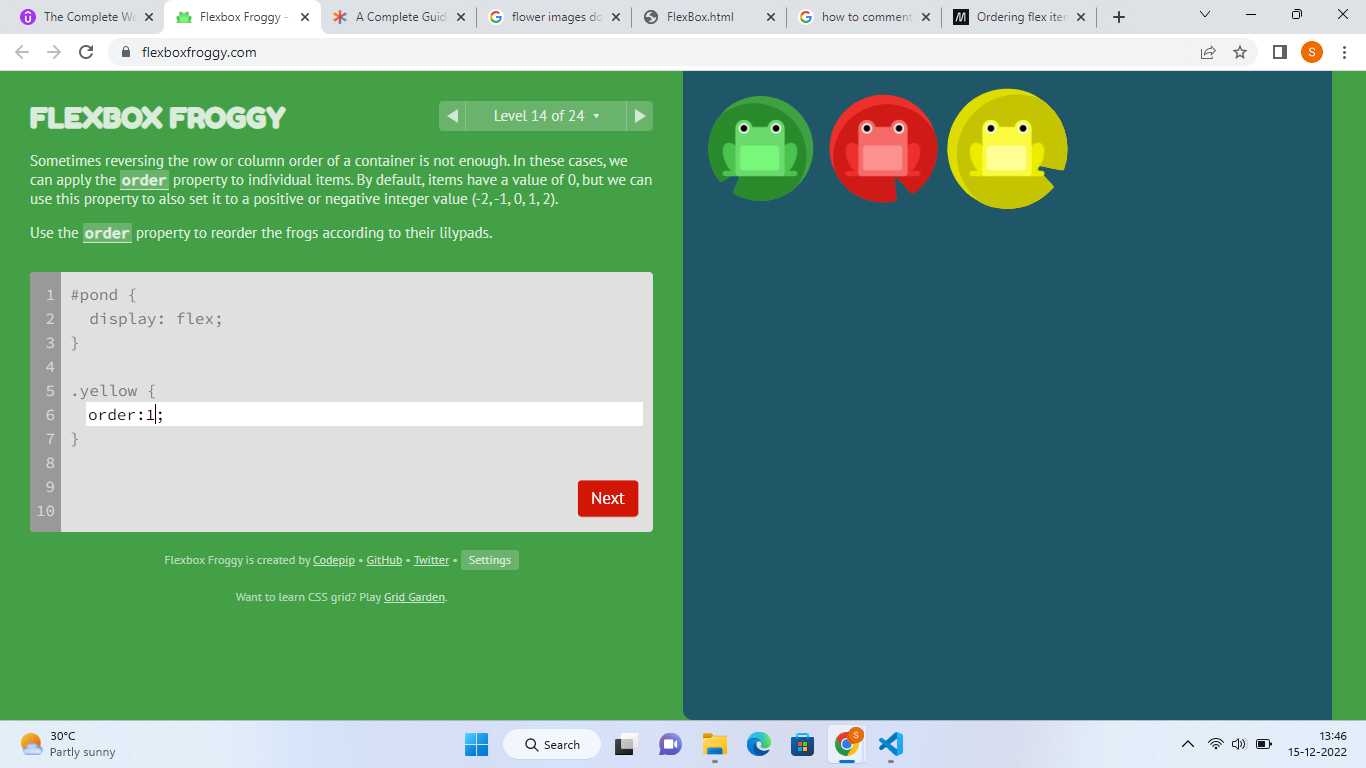 The Complete We
Flexbox Froggy -
A Complete Guid
flower images do
FlexBox.html
how to comment
Ordering flex iten
flexboxfroggy.com
S
FLEXBOX FROGGY
Level 14 of 24
Sometimes reversing the row or column order of a container is not enough. In these cases, we
can apply the order property to individual items. By default, items have a value of 0, but we can
use this property to also set it to a positive or negative integer value (-2, -1, 0, 1, 2).
Use the order property to reorder the frogs according to their lilypads.
1 #pond {
2 display: flex;
3 }
4
5 .yellow {
6 order:1;
7 }
8
9
10
Next
Flexbox Froggy is created by Codepip • GitHub • Twitter • Settings
Want to learn CSS grid? Play Grid Garden.
30°C
Partly sunny
Search
S
13:46
15-12-2022